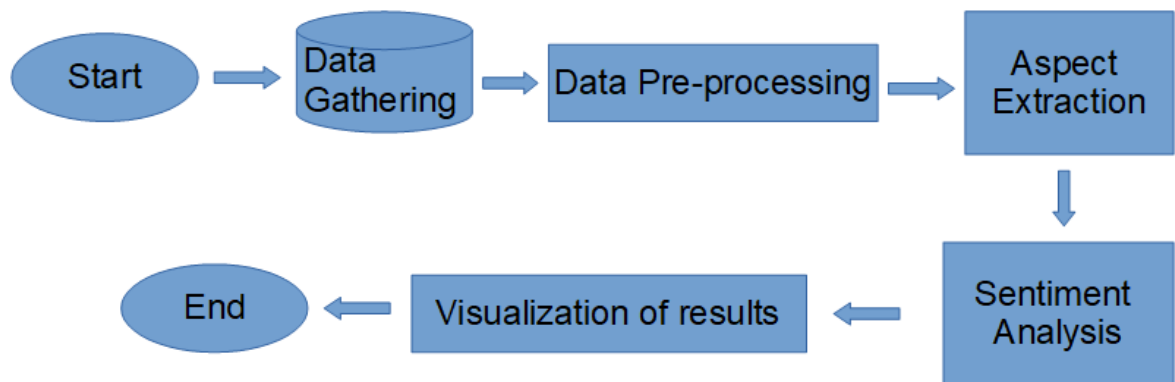 Start
Data
Gathering
Data Pre-processing
Aspect
Extraction
Sentiment
Analysis
Visualization of results
End